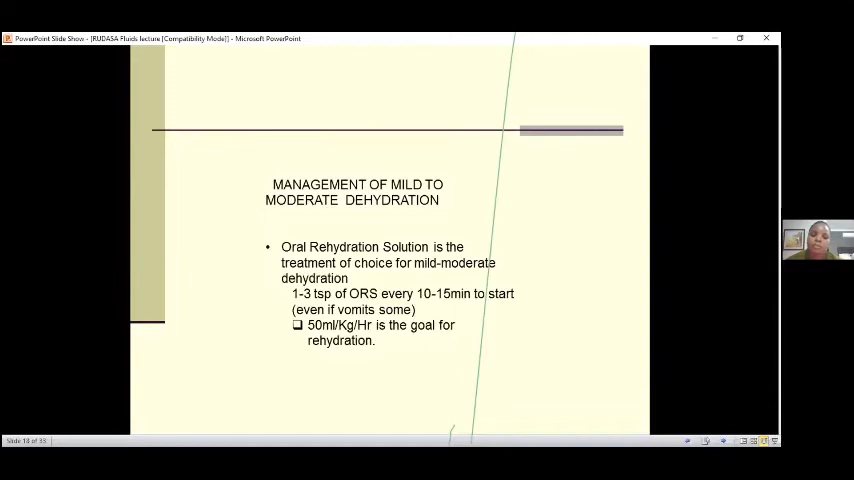 PowerPoint Slide Show - [RUDASA Fluids lecture [Compatibility Mode]] - Microsoft PowerPoint
MANAGEMENT OF MILD TO
MODERATE DEHYDRATION
• Oral Rehydration Solution is the
treatment of choice for mild-moderate
dehydration
1-3 tsp of ORS every 10-15min to start
(even if vomits some)
❑ 50ml/Kg/Hr is the goal for
rehydration.
Slide 18 of 33